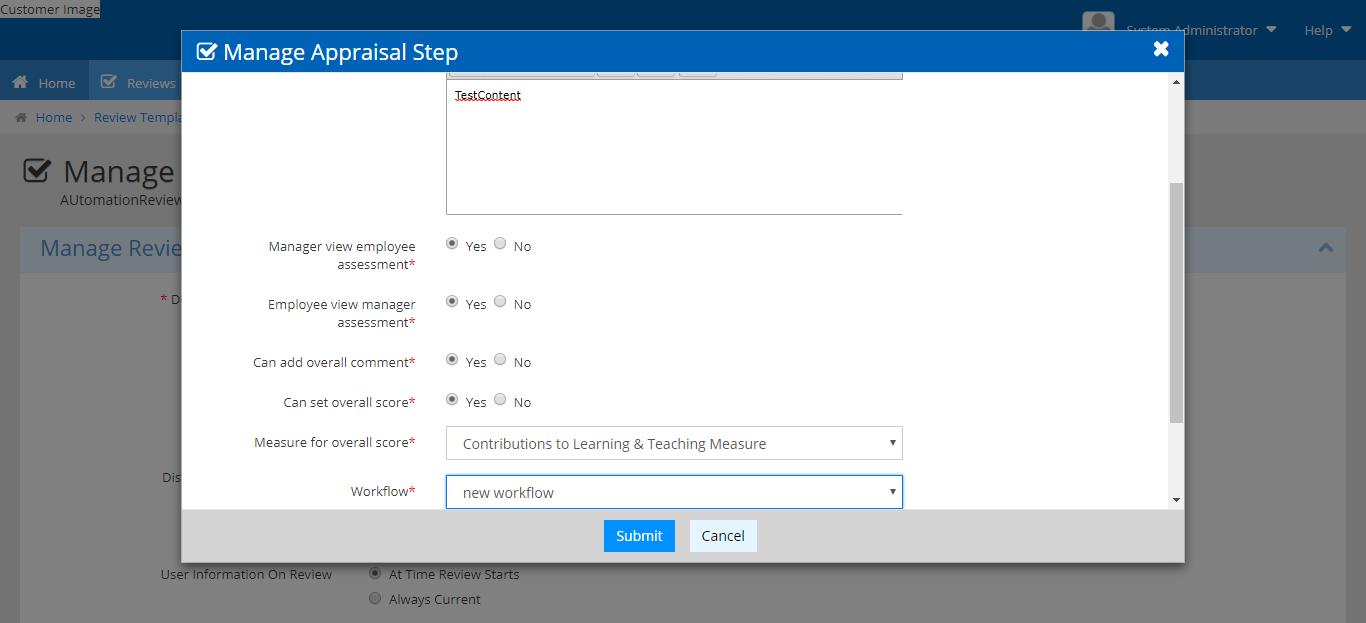 Customer Image
System Administrator
Help
Manage Appraisal Step
Home
Reviews
Home
Review Templa
TestContent
Manage
AUtomationReview
Manager view employee assessment*
Yes
No
Manage Revie
* D
Employee view manager assessment*
Yes
No
Can add overall comment*
Yes
No
Can set overall score*
Yes
No
Measure for overall score*
Contributions to Learning & Teaching Measure
Dis
Workflow*
new workflow
Submit
Cancel
User Information On Review
At Time Review Starts
Always Current